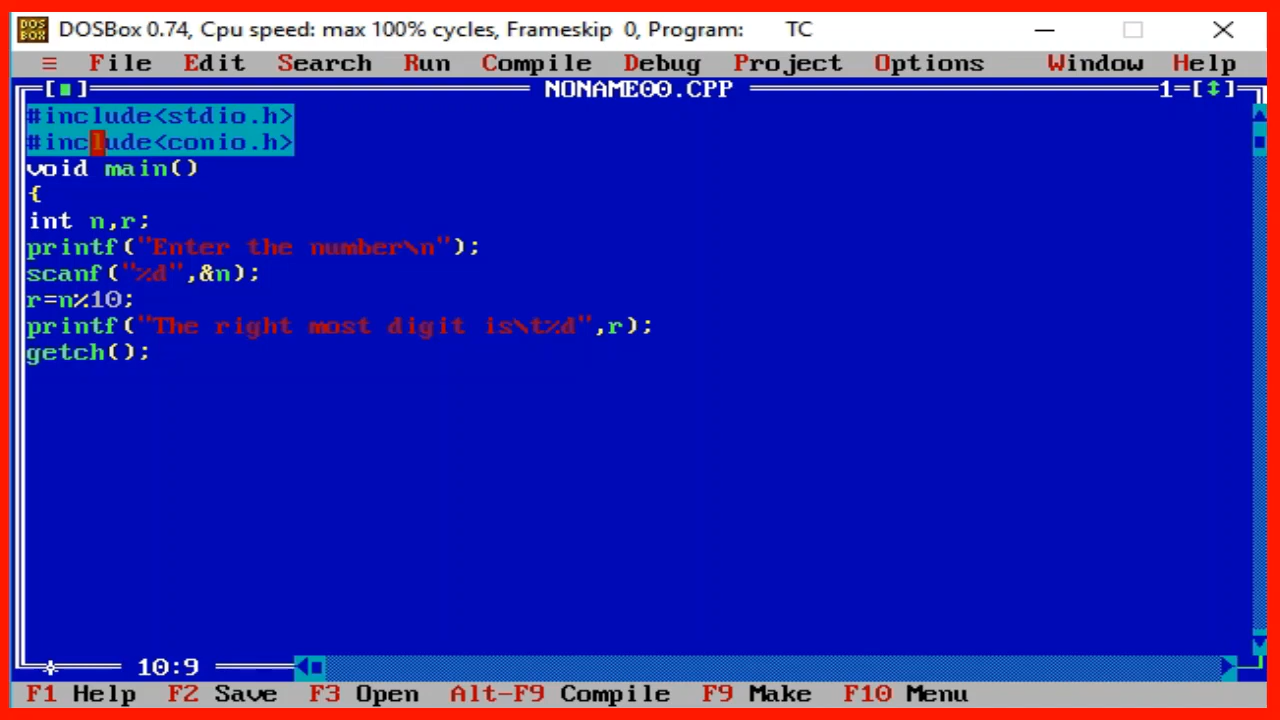 DOSBox 0.74, Cpu speed: max 100% cycles, Frameskip 0, Program: TC
≡ File Edit Search Run Compile Debug Project Options Window Help
[■] NONAME00.CPP 1=[↕]
#include<stdio.h>
#include<conio.h>
void main()
{
int n,r;
printf("Enter the number\n");
scanf("%d",&n);
r=n%10;
printf("The right most digit is\t%d",r);
getch();
10:9
F1 Help F2 Save F3 Open Alt-F9 Compile F9 Make F10 Menu